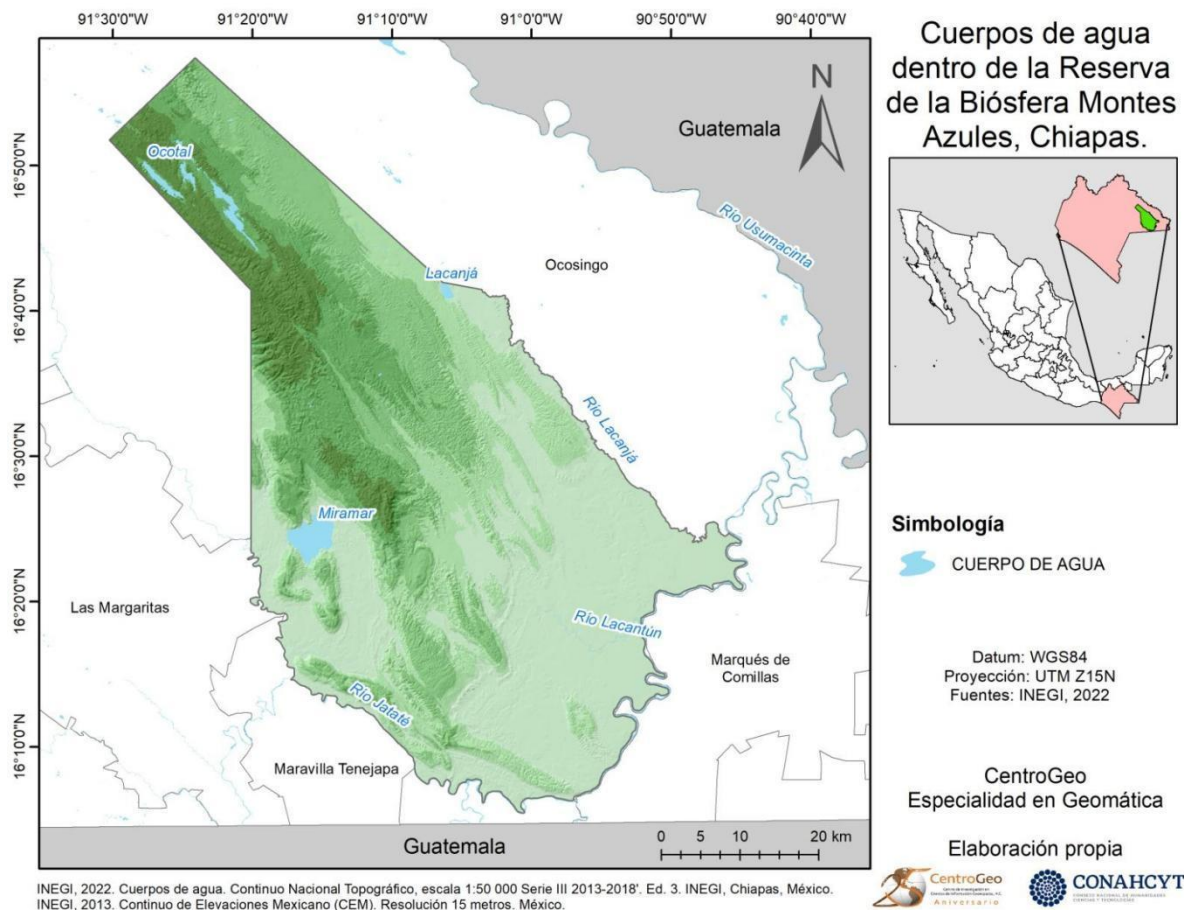 91°30'0"W
91°20'0"W
91°10'0"W
91°0'0"W
90°50'0"W
90°40'0"W
16°50'0"N
16°40'0"N
16°30'0"N
16°20'0"N
16°10'0"N
Ocotal
Guatemala
N
Río Usumacinta
Lacanjá
Ocosingo
Río Lacanjá
Miramar
Las Margaritas
Río Lacantún
Marqués de
Comillas
Río Jataté
Maravilla Tenejapa
Guatemala
0 5 10 20 km
Cuerpos de agua
dentro de la Reserva
de la Biósfera Montes
Azules, Chiapas.
Simbología
CUERPO DE AGUA
Datum: WGS84
Proyección: UTM Z15N
Fuentes: INEGI, 2022
CentroGeo
Especialidad en Geomática
Elaboración propia
CentroGeo
Aniversario
CONAHCYT
INEGI, 2022. Cuerpos de agua. Continuo Nacional Topográfico, escala 1:50 000 Serie III 2013-2018'. Ed. 3. INEGI, Chiapas, México.
INEGI, 2013. Continuo de Elevaciones Mexicano (CEM). Resolución 15 metros. México.